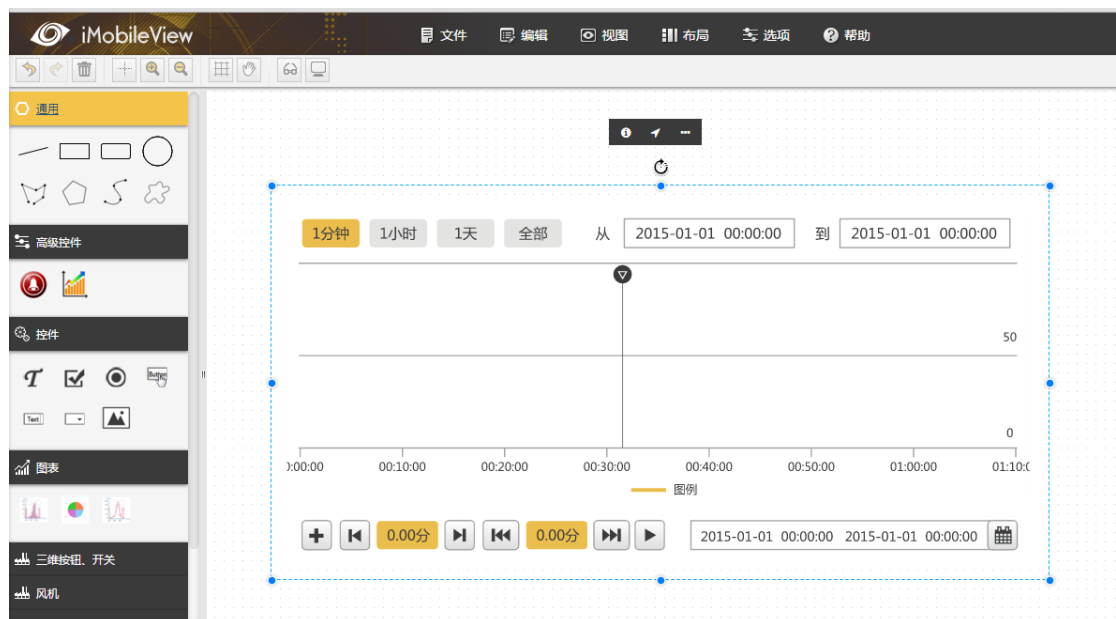 iMobileView 文件 编辑 视图 布局 选项 帮助
通用
高级控件
控件
T
Button
Text
图表
三维按钮、开关
风机
1分钟 1小时 1天 全部 从 2015-01-01 00:00:00 到 2015-01-01 00:00:00
50
0
):00:00 00:10:00 00:20:00 00:30:00 00:40:00 00:50:00 01:00:00 01:10:(
图例
0.00分 0.00分 2015-01-01 00:00:00 2015-01-01 00:00:00